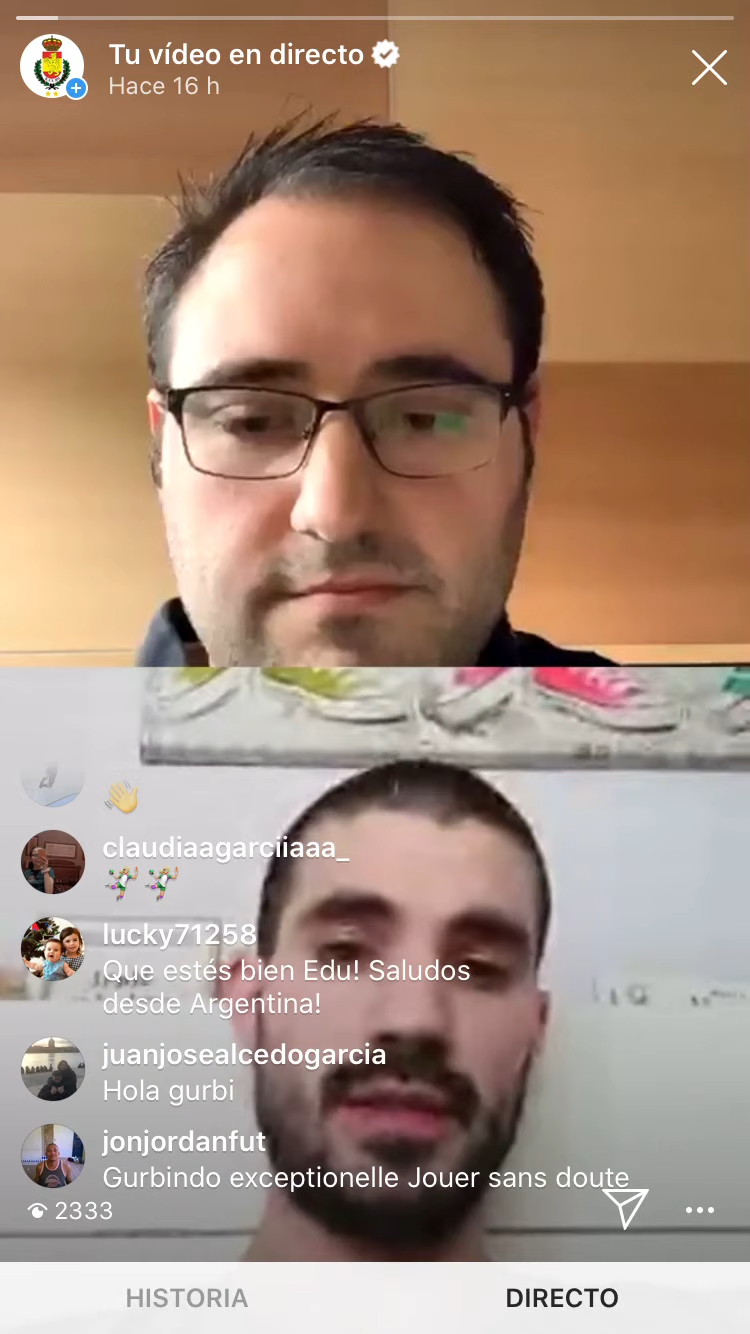 Tu vídeo en directo
Hace 16 h
claudiaagarciiaaa_
lucky71258
Que estés bien Edu! Saludos
desde Argentina!
juanjosealcedogarcia
Hola gurbi
jonjordanfut
Gurbindo exceptionelle Jouer sans doute
2333
HISTORIA
DIRECTO